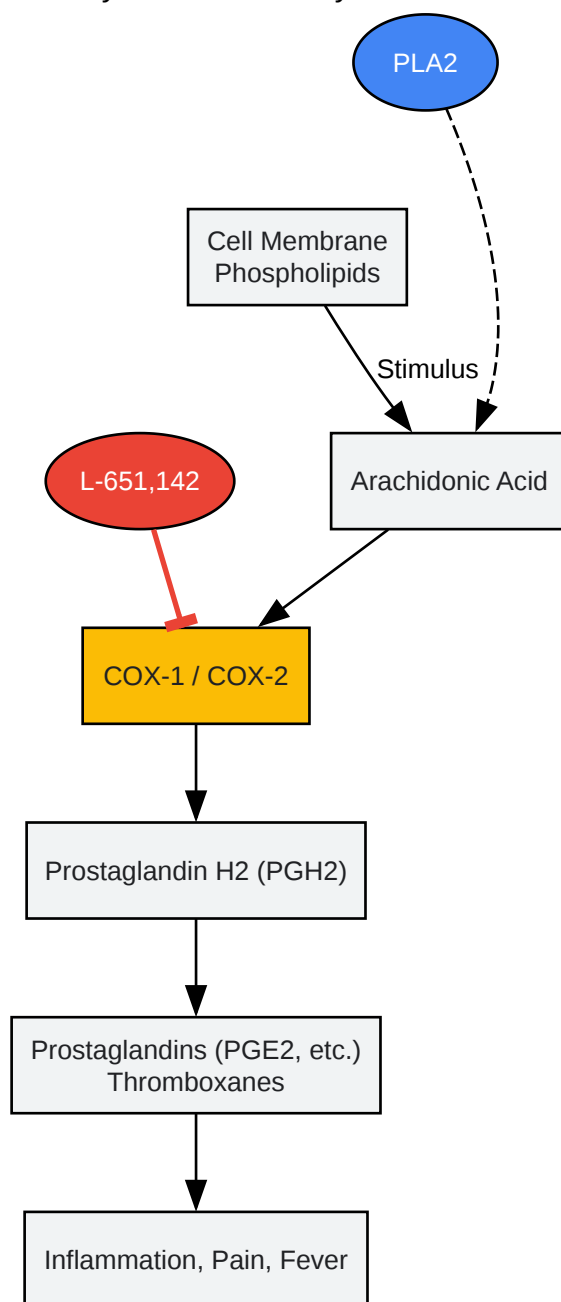 PLA2
Cell Membrane
Phospholipids
Stimulus
L-651,142
Arachidonic Acid
COX-1 / COX-2
Prostaglandin H2 (PGH2)
Prostaglandins (PGE2, etc.)
Thromboxanes
Inflammation, Pain, Fever